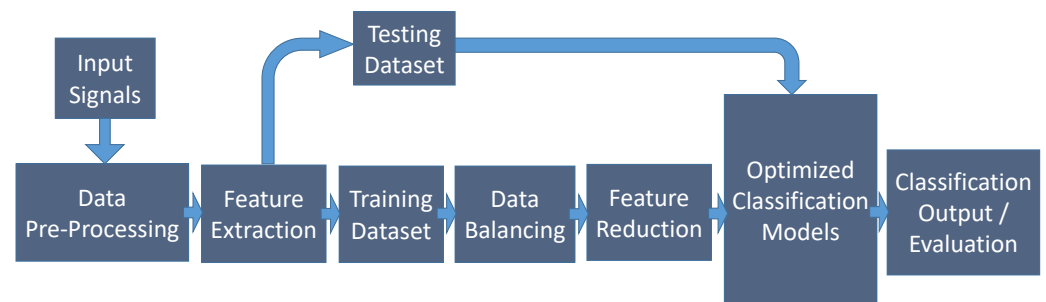 Input
Signals
Testing
Dataset
Data
Pre-Processing
Feature
Extraction
Training
Dataset
Data
Balancing
Feature
Reduction
Optimized
Classification
Models
Classification
Output /
Evaluation